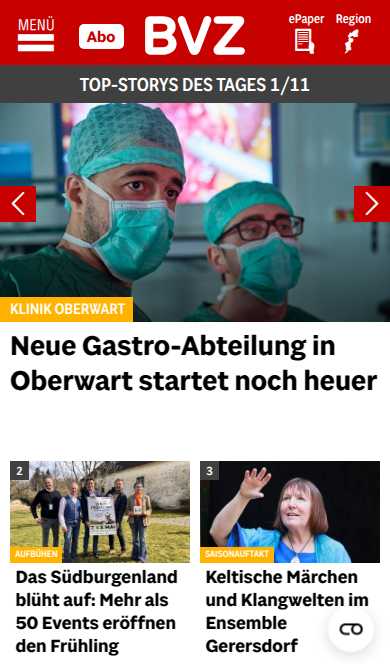 MENÜ
Abo
BVZ
ePaper
Region
TOP-STORYS DES TAGES 1/11
KLINIK OBERWART
Neue Gastro-Abteilung in
Oberwart startet noch heuer
2
AUFBÜHEN
Das Südburgenland
blüht auf: Mehr als
50 Events eröffnen
den Frühling
3
SAISONAUFTAKT
Keltische Märchen
und Klangwelten im
Ensemble
Gerersdorf